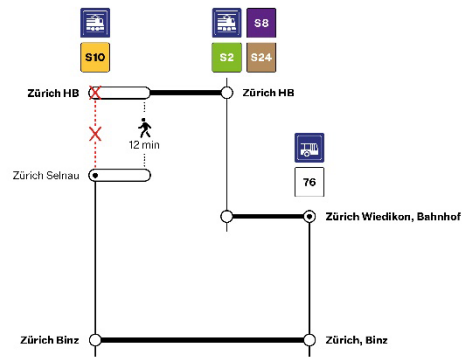 S8
S10
S2
S24
Zürich HB
Zürich HB
12 min
Zürich Selnau
76
Zürich Wiedikon, Bahnhof
Zürich Binz
Zürich, Binz